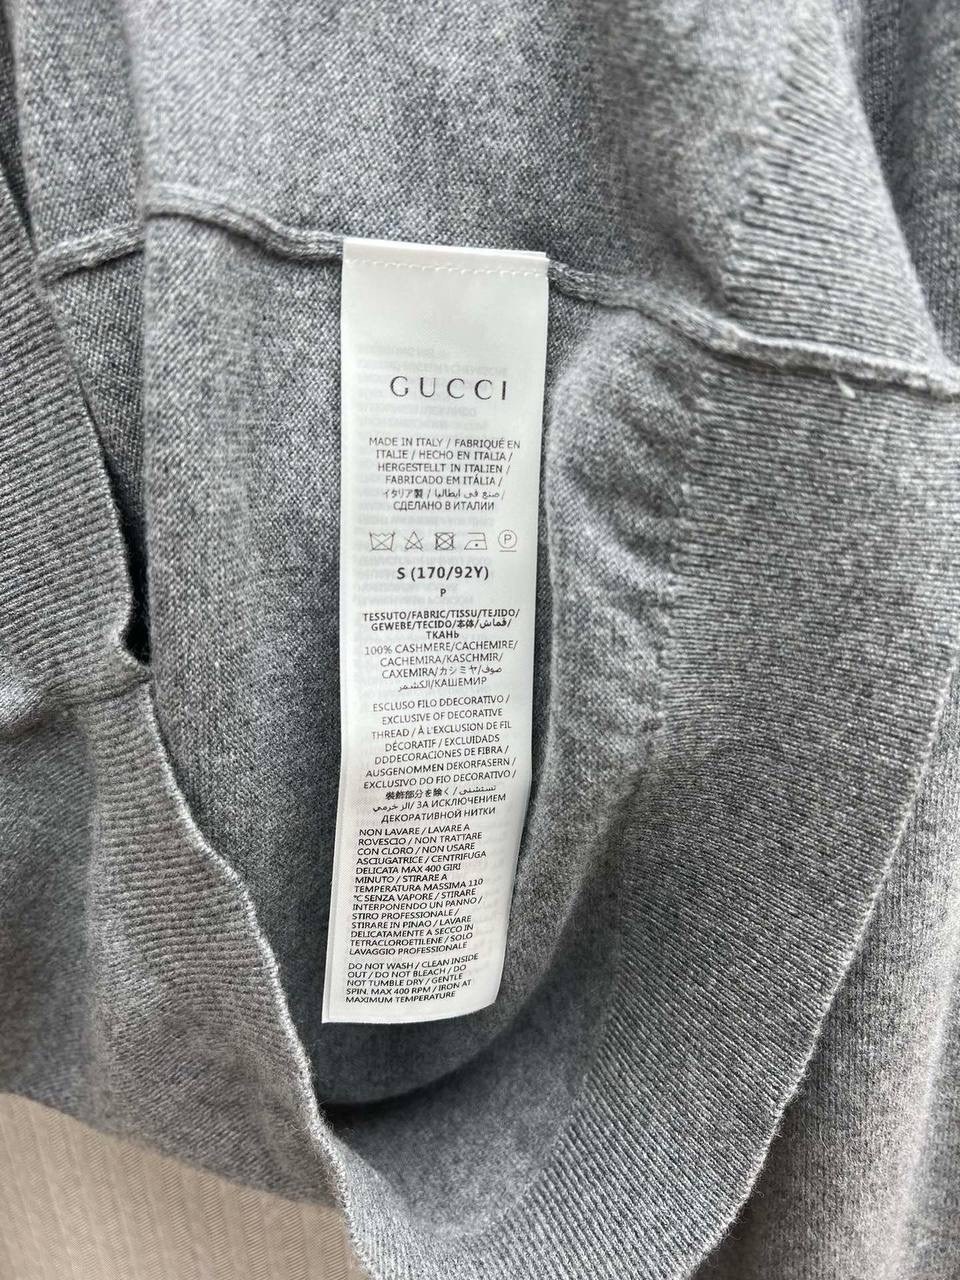 GUCCI
MADE IN ITALY / FABRIQUÉ EN
ITALIE / HECHO EN ITALIA /
HERGESTELLT IN ITALIEN /
FABRICADO EM ITÁLIA /
イタリア製 / صنع في ايطاليا /
СДЕЛАНО В ИТАЛИИ
P
S (170/92Y)
P
TESSUTO/FABRIC/TISSU/TEJIDO/
GEWEBE/TECIDO/本体/قماش/
ТКАНЬ
100% CASHMERE/CACHEMIRE/
CACHEMIRA/KASCHMIR/
CAXEMIRA/カシミヤ/صوف
الكشمر/КАШЕМИР
ESCLUSO FILO DDECORATIVO /
EXCLUSIVE OF DECORATIVE
THREAD / À L'EXCLUSION DE FIL
DÉCORATIF / EXCLUIDADS
DDDECORACIONES DE FIBRA /
AUSGENOMMEN DEKORFASERN /
EXCLUSIVO DO FIO DECORATIVO /
装飾部分を除く / تستشنى
الزخرمي/ ЗА ИСКЛЮЧЕНИЕМ
ДЕКОРАТИВНОЙ НИТКИ
NON LAVARE / LAVARE A
ROVESCIO / NON TRATTARE
CON CLORO / NON USARE
ASCIUGATRICE / CENTRIFUGA
DELICATA MAX 400 GIRI
MINUTO / STIRARE A
TEMPERATURA MASSIMA 110
°C SENZA VAPORE / STIRARE
INTERPONENDO UN PANNO /
STIRO PROFESSIONALE /
STIRARE IN PINAO / LAVARE
DELICATAMENTE A SECCO IN
TETRACLOROETILENE / SOLO
LAVAGGIO PROFESSIONALE
DO NOT WASH / CLEAN INSIDE
OUT / DO NOT BLEACH / DO
NOT TUMBLE DRY / GENTLE
SPIN. MAX 400 RPM / IRON AT
MAXIMUM TEMPERATURE